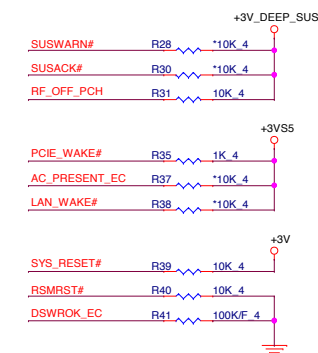 +3V_DEEP_SUS
SUSWARN# R28 *10K_4
SUSACK# R30 *10K_4
RF_OFF_PCH R31 10K_4
+3VS5
PCIE_WAKE# R35 1K_4
AC_PRESENT_EC R37 *10K_4
LAN_WAKE# R38 *10K_4
+3V
SYS_RESET# R39 10K_4
RSMRST# R40 10K_4
DSWROK_EC R41 100K/F_4